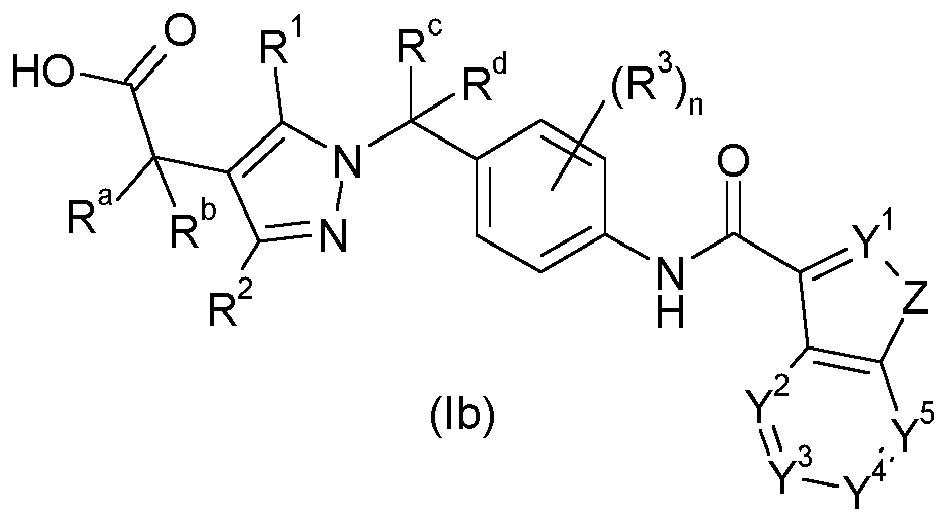 HO
O
R¹
Rᶜ
Rᵈ
(R³)ₙ
O
Rᵃ
Rᵇ
N
N
R²
N
H
Y¹
Z
Y²
Y⁵
Y³
Y⁴
(Ib)